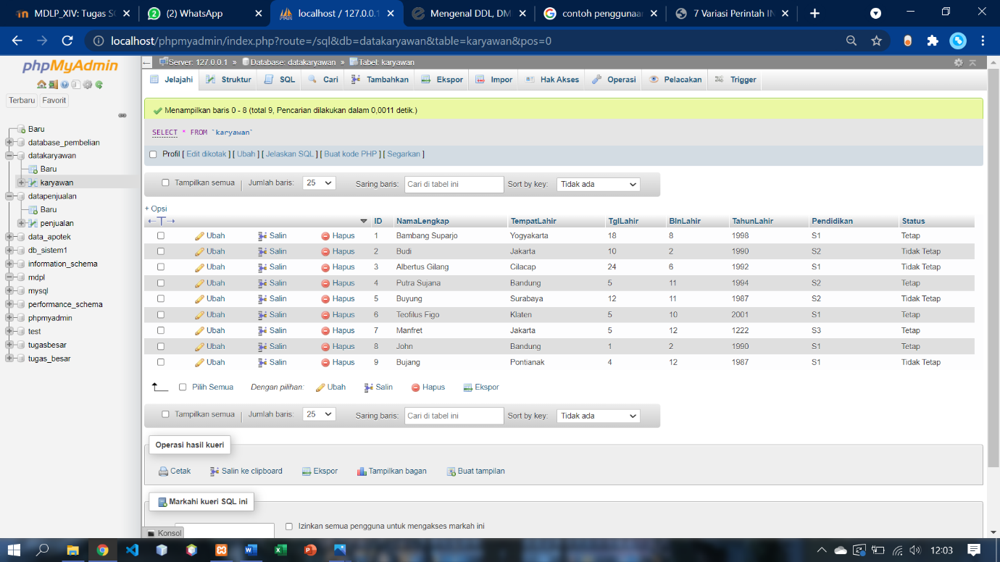 MDLP_XIV: Tugas S
(2) WhatsApp
localhost / 127.0.0.1
Mengenal DDL, DM
contoh penggunaan
7 Variasi Perintah IN
localhost/phpmyadmin/index.php?route=/sql&db=datakaryawan&table=karyawan&pos=0
phpMyAdmin
Terbaru Favorit
Baru
database_pembelian
datakaryawan
Baru
karyawan
datapenjualan
Baru
penjualan
data_apotek
db_sistem1
information_schema
mdpl
mysql
performance_schema
phpmyadmin
test
tugasbesar
tugas_besar
Server: 127.0.0.1 » Database: datakaryawan » Tabel: karyawan
Jelajahi Struktur SQL Cari Tambahkan Ekspor Impor Hak Akses Operasi Pelacakan Trigger
Menampilkan baris 0 - 8 (total 9, Pencarian dilakukan dalam 0,0011 detik.)
SELECT * FROM `karyawan`
Profil [ Edit dikotak ] [ Ubah ] [ Jelaskan SQL ] [ Buat kode PHP ] [ Segarkan ]
Tampilkan semua Jumlah baris: 25 Saring baris: Cari di tabel ini Sort by key: Tidak ada
+ Opsi
←T→ ID NamaLengkap TempatLahir TglLahir BlnLahir TahunLahir Pendidikan Status
Ubah Salin Hapus 1 Bambang Suparjo Yogyakarta 18 8 1998 S1 Tetap
Ubah Salin Hapus 2 Budi Jakarta 10 2 1990 S2 Tidak Tetap
Ubah Salin Hapus 3 Albertus Gilang Cilacap 24 6 1992 S1 Tidak Tetap
Ubah Salin Hapus 4 Putra Sujana Bandung 5 11 1994 S2 Tetap
Ubah Salin Hapus 5 Buyung Surabaya 12 11 1987 S2 Tidak Tetap
Ubah Salin Hapus 6 Teofilus Figo Klaten 5 10 2001 S1 Tetap
Ubah Salin Hapus 7 Manfret Jakarta 5 12 1222 S3 Tetap
Ubah Salin Hapus 8 John Bandung 1 2 1990 S1 Tetap
Ubah Salin Hapus 9 Bujang Pontianak 4 12 1987 S1 Tidak Tetap
Pilih Semua Dengan pilihan: Ubah Salin Hapus Ekspor
Tampilkan semua Jumlah baris: 25 Saring baris: Cari di tabel ini Sort by key: Tidak ada
Operasi hasil kueri
Cetak Salin ke clipboard Ekspor Tampilkan bagan Buat tampilan
Markahi kueri SQL ini
Izinkan semua pengguna untuk mengakses markah ini
Konsol
12:03